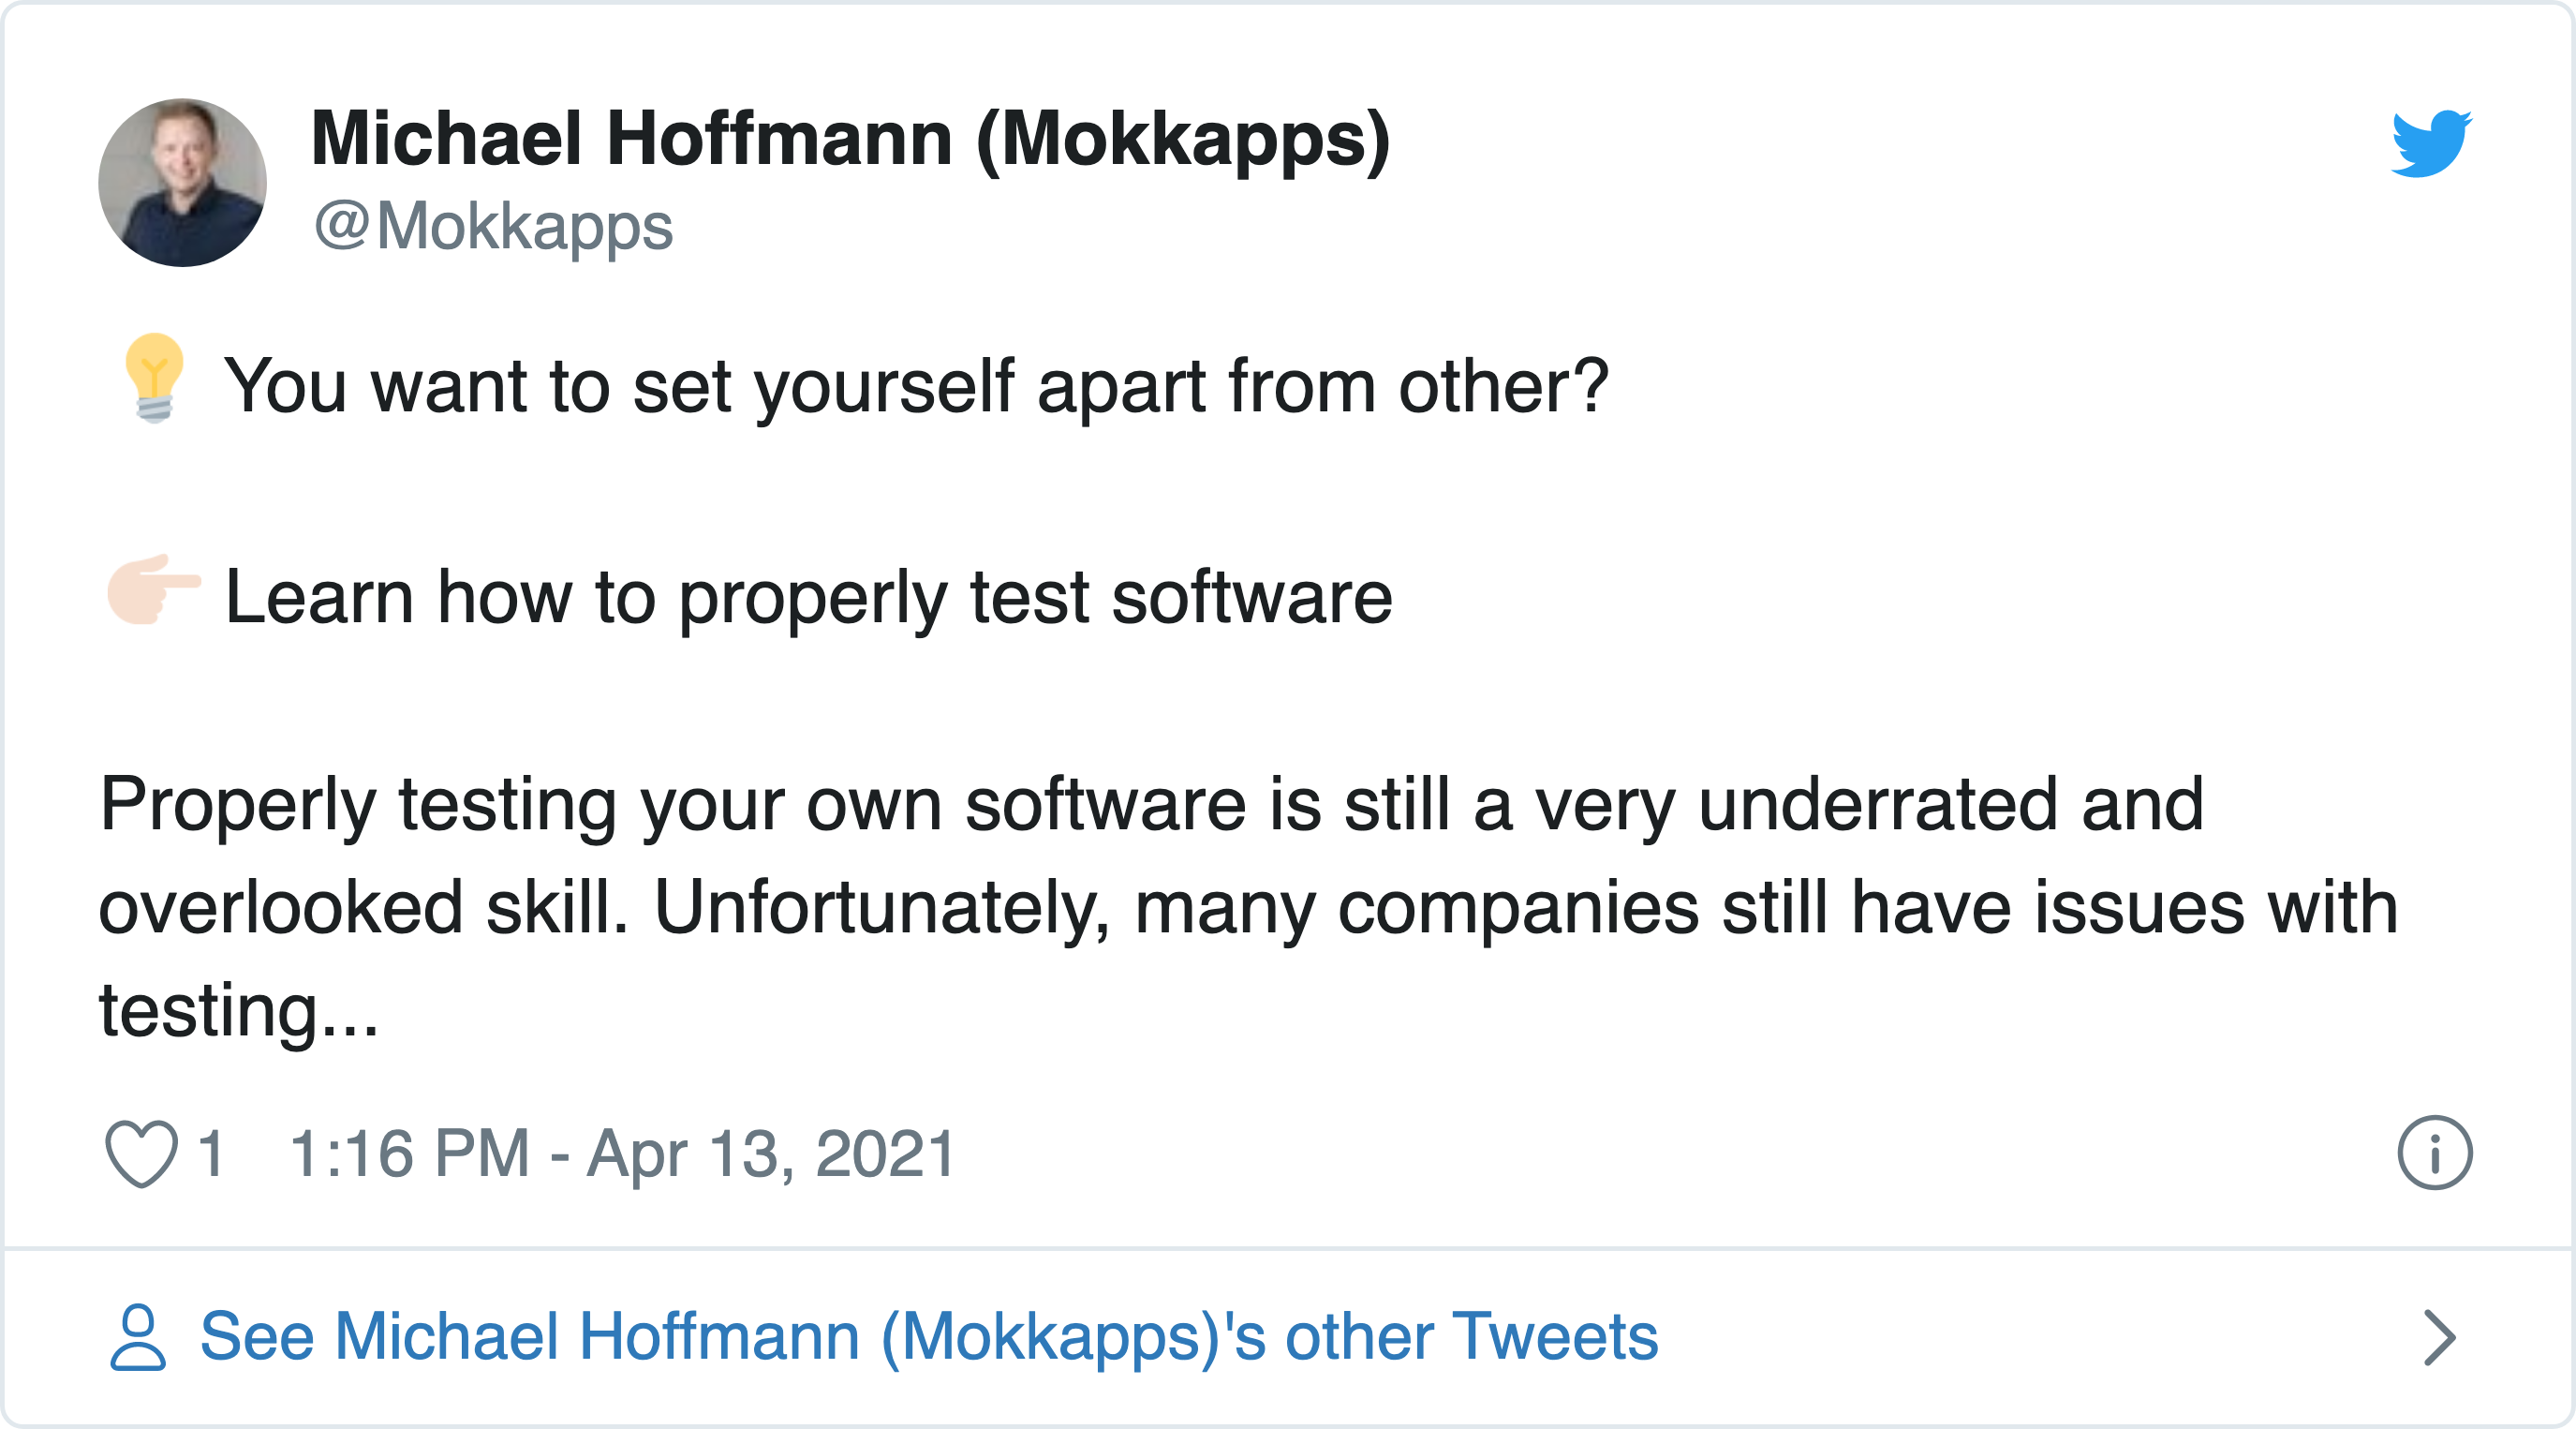 Michael Hoffmann (Mokkapps)
@Mokkapps
💡 You want to set yourself apart from other?
👉🏻 Learn how to properly test software
Properly testing your own software is still a very underrated and
overlooked skill. Unfortunately, many companies still have issues with
testing...
1 1:16 PM - Apr 13, 2021
See Michael Hoffmann (Mokkapps)'s other Tweets